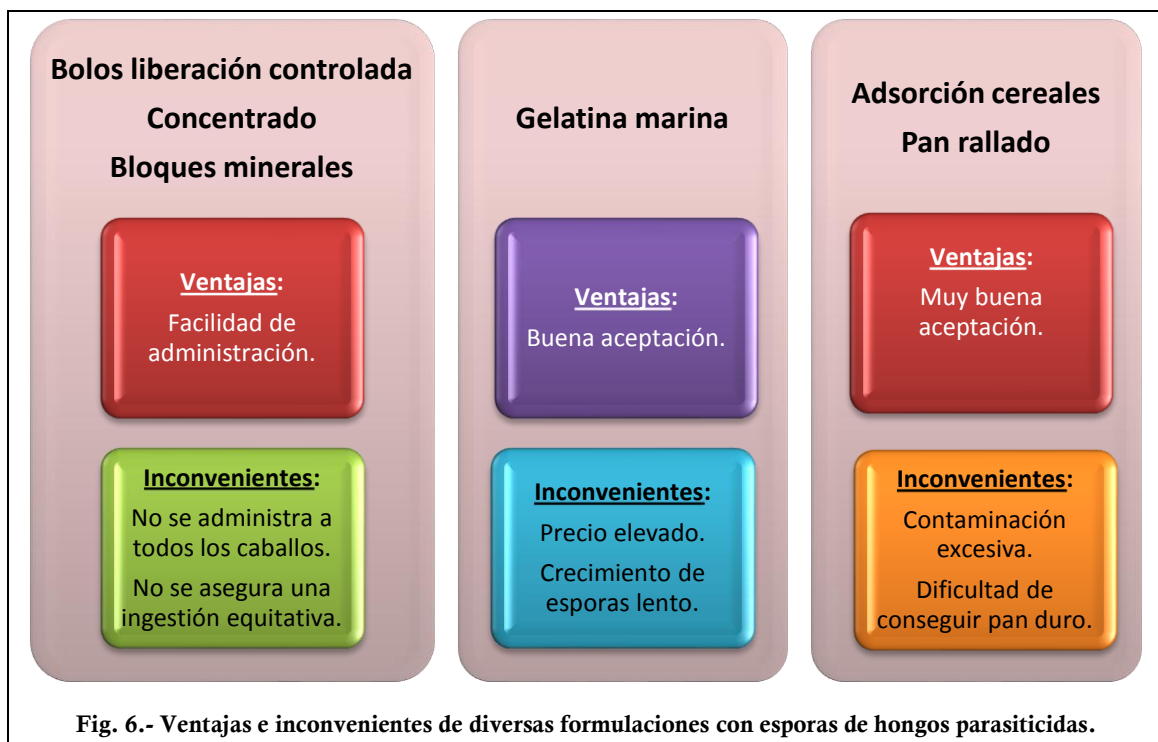 Bolos liberación controlada
Concentrado
Bloques minerales
Ventajas:
Facilidad de
administración.
Inconvenientes:
No se administra a
todos los caballos.
No se asegura una
ingestión equitativa.
Gelatina marina
Ventajas:
Buena aceptación.
Inconvenientes:
Precio elevado.
Crecimiento de
esporas lento.
Adsorción cereales
Pan rallado
Ventajas:
Muy buena
aceptación.
Inconvenientes:
Contaminación
excesiva.
Dificultad de
conseguir pan duro.
Fig. 6.- Ventajas e inconvenientes de diversas formulaciones con esporas de hongos parasiticidas.